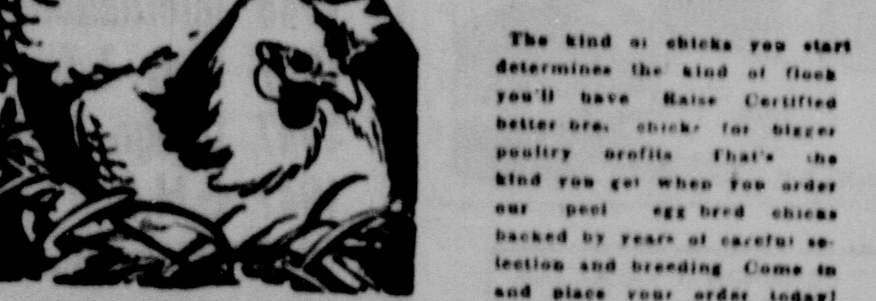 The kind of chicks you start
determines the kind of flock
you'll have Raise Certified
better bred chicks for bigger
poultry profits That's the
kind you get when you order
our peel egg bred chicks
backed by years of careful se-
lection and breeding Come in
and place your order today!